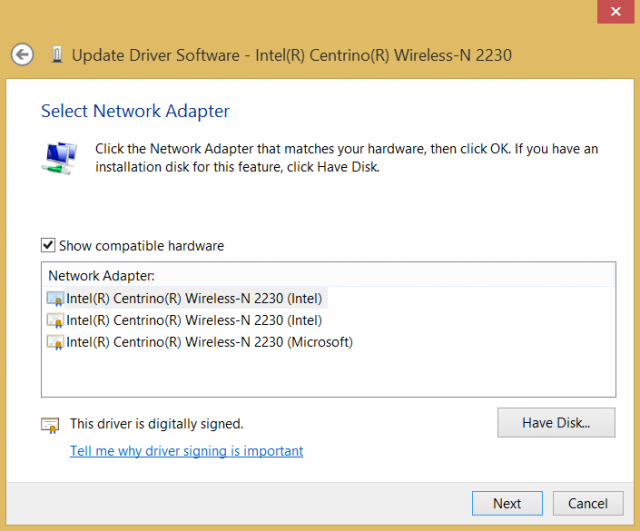 Update Driver Software - Intel(R) Centrino(R) Wireless-N 2230
Select Network Adapter
Click the Network Adapter that matches your hardware, then click OK. If you have an
installation disk for this feature, click Have Disk.
Show compatible hardware
Network Adapter:
Intel(R) Centrino(R) Wireless-N 2230 (Intel)
Intel(R) Centrino(R) Wireless-N 2230 (Intel)
Intel(R) Centrino(R) Wireless-N 2230 (Microsoft)
This driver is digitally signed.
Have Disk...
Tell me why driver signing is important
Next
Cancel